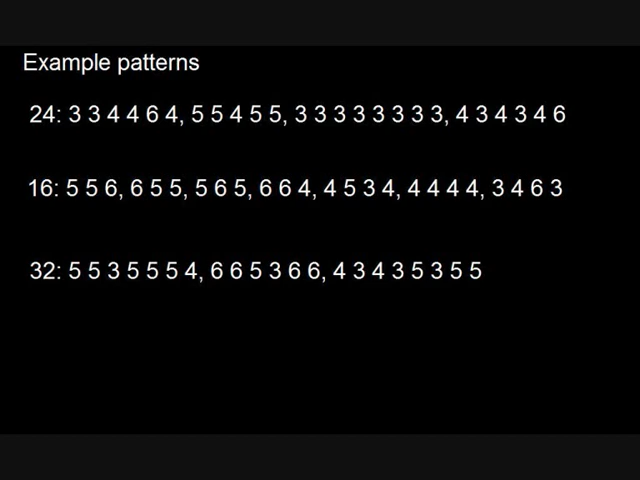 Example patterns
24: 3 3 4 4 6 4, 5 5 4 5 5, 3 3 3 3 3 3 3 3, 4 3 4 3 4 6
16: 5 5 6, 6 5 5, 5 6 5, 6 6 4, 4 5 3 4, 4 4 4 4, 3 4 6 3
32: 5 5 3 5 5 5 4, 6 6 5 3 6 6, 4 3 4 3 5 3 5 5